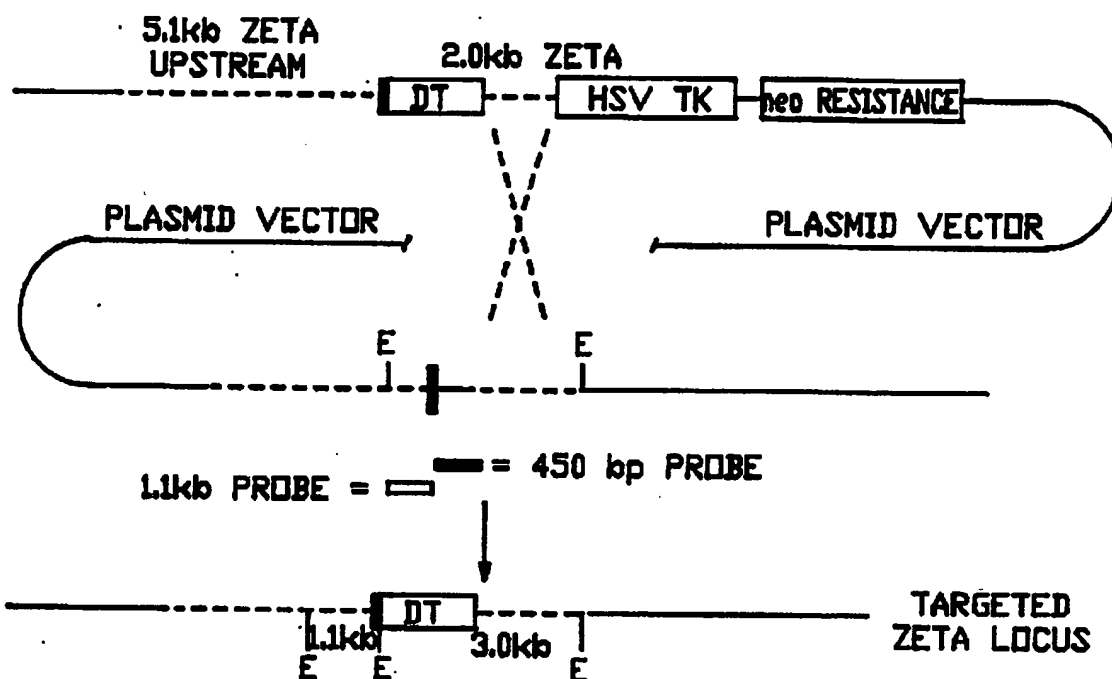 5.1kb ZETA
UPSTREAM
2.0kb ZETA
DT
HSV TK
neo RESISTANCE
PLASMID VECTOR
PLASMID VECTOR
E
E
= 450 bp PROBE
1.1kb PROBE =
DT
TARGETED
ZETA LOCUS
1.1kb
3.0kb
E
E
E